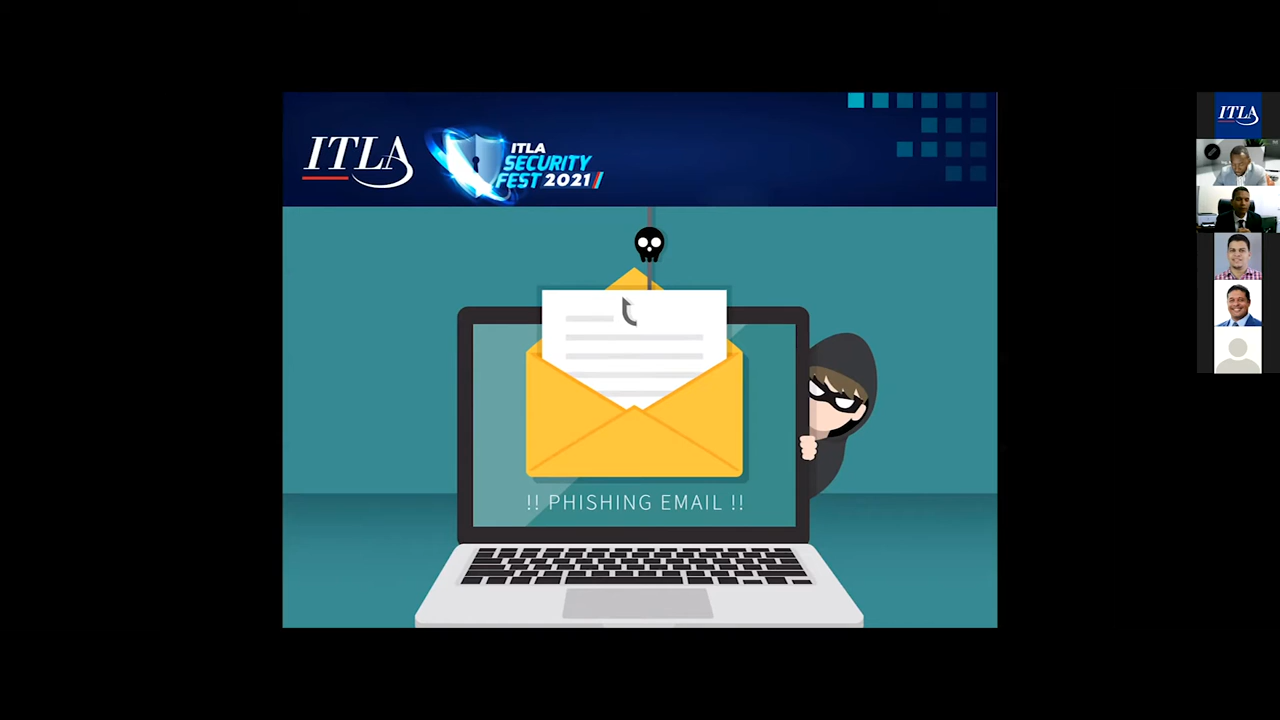 ITLA
ITLA
SECURITY
FEST 2021
!! PHISHING EMAIL !!
ITLA